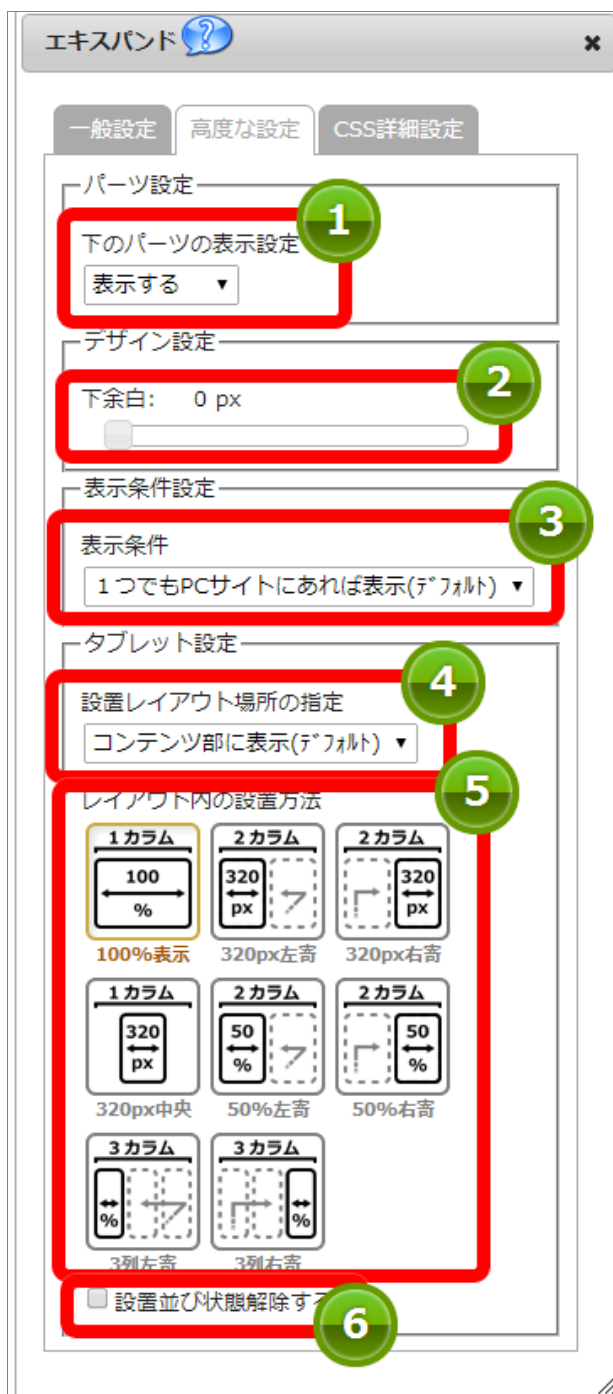 エキスパンド
一般設定 高度な設定 CSS詳細設定
パーツ設定
1
下のパーツの表示設定
表示する
デザイン設定
2
下余白: 0 px
表示条件設定
3
表示条件
１つでもPCサイトにあれば表示(ﾃﾞﾌｫﾙﾄ)
タブレット設定
4
設置レイアウト場所の指定
コンテンツ部に表示(ﾃﾞﾌｫﾙﾄ)
5
レイアウト内の設置方法
1カラム 2カラム 2カラム
100 % 320 px 320 px
100%表示 320px左寄 320px右寄
1カラム 2カラム 2カラム
320 px 50 % 50 %
320px中央 50%左寄 50%右寄
3カラム 3カラム
% %
3列左寄 3列右寄
設置並び状態解除す
6